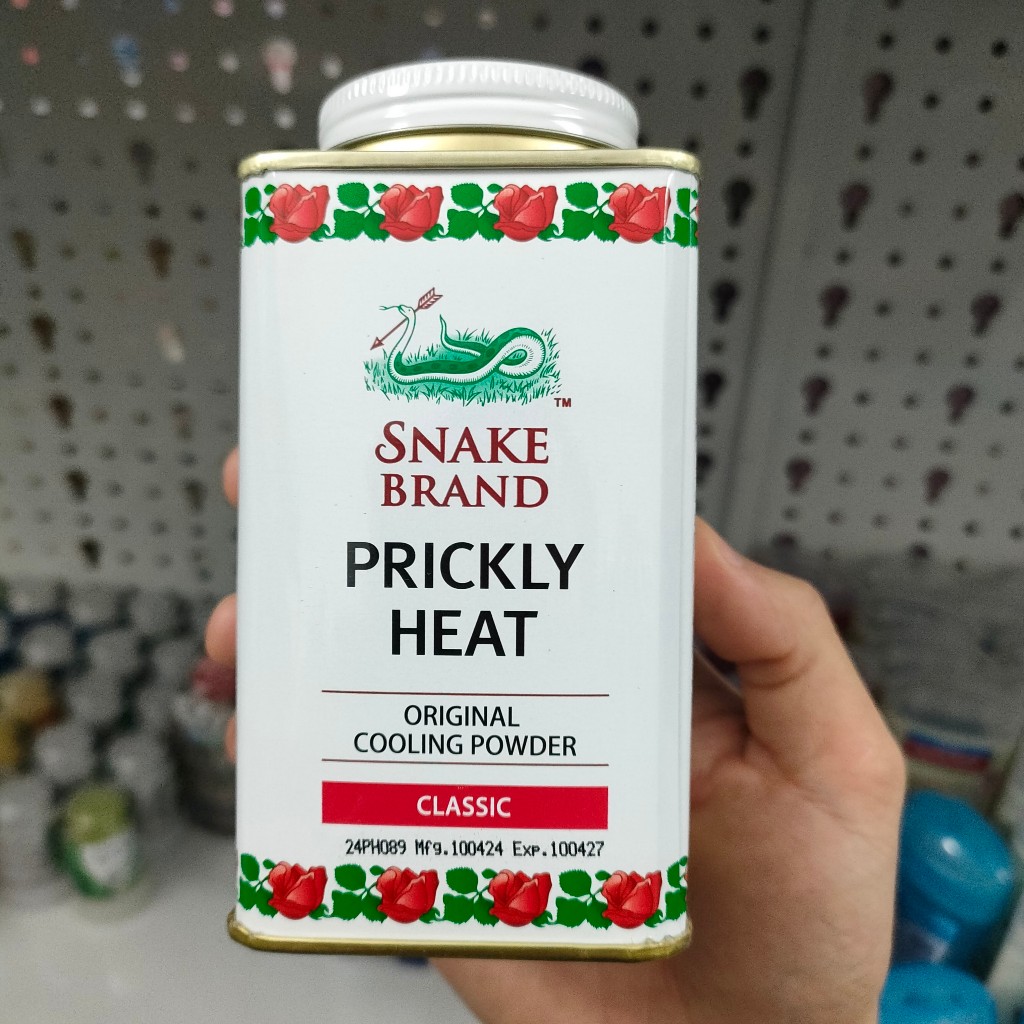 TM
SNAKE
BRAND
PRICKLY
HEAT
ORIGINAL
COOLING POWDER
CLASSIC
24PH089 Mfg.100424 Exp.100427